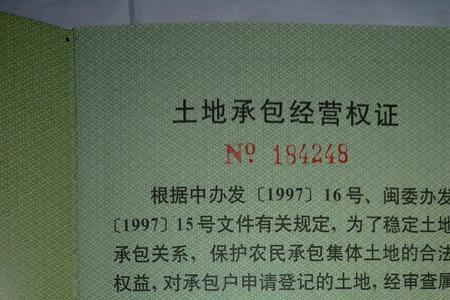 土地承包经营权证
Nº 184248
根据中办发〔1997〕16号、闽委办发
〔1997〕15号文件有关规定，为了稳定土地
承包关系，保护农民承包集体土地的合法
权益，对承包户申请登记的土地，经审查属